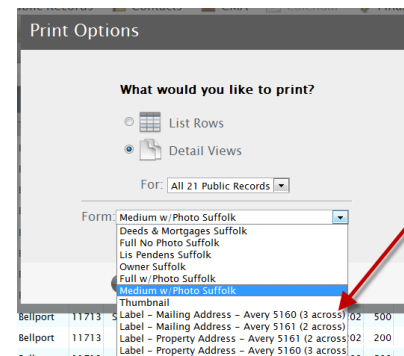 Contacts
Print Options
What would you like to print?
List Rows
Detail Views
For: All 21 Public Records
Form: Medium w/Photo Suffolk
Deeds & Mortgages Suffolk
Full No Photo Suffolk
Lis Pendens Suffolk
Owner Suffolk
Full w/Photo Suffolk
Medium w/Photo Suffolk
Thumbnail
Label - Mailing Address - Avery 5160 (3 across)
Bellport 11713 02 500
Label - Mailing Address - Avery 5161 (2 across)
Label - Property Address - Avery 5161 (2 across)
Bellport 11713 02 200
Label - Property Address - Avery 5160 (3 across)